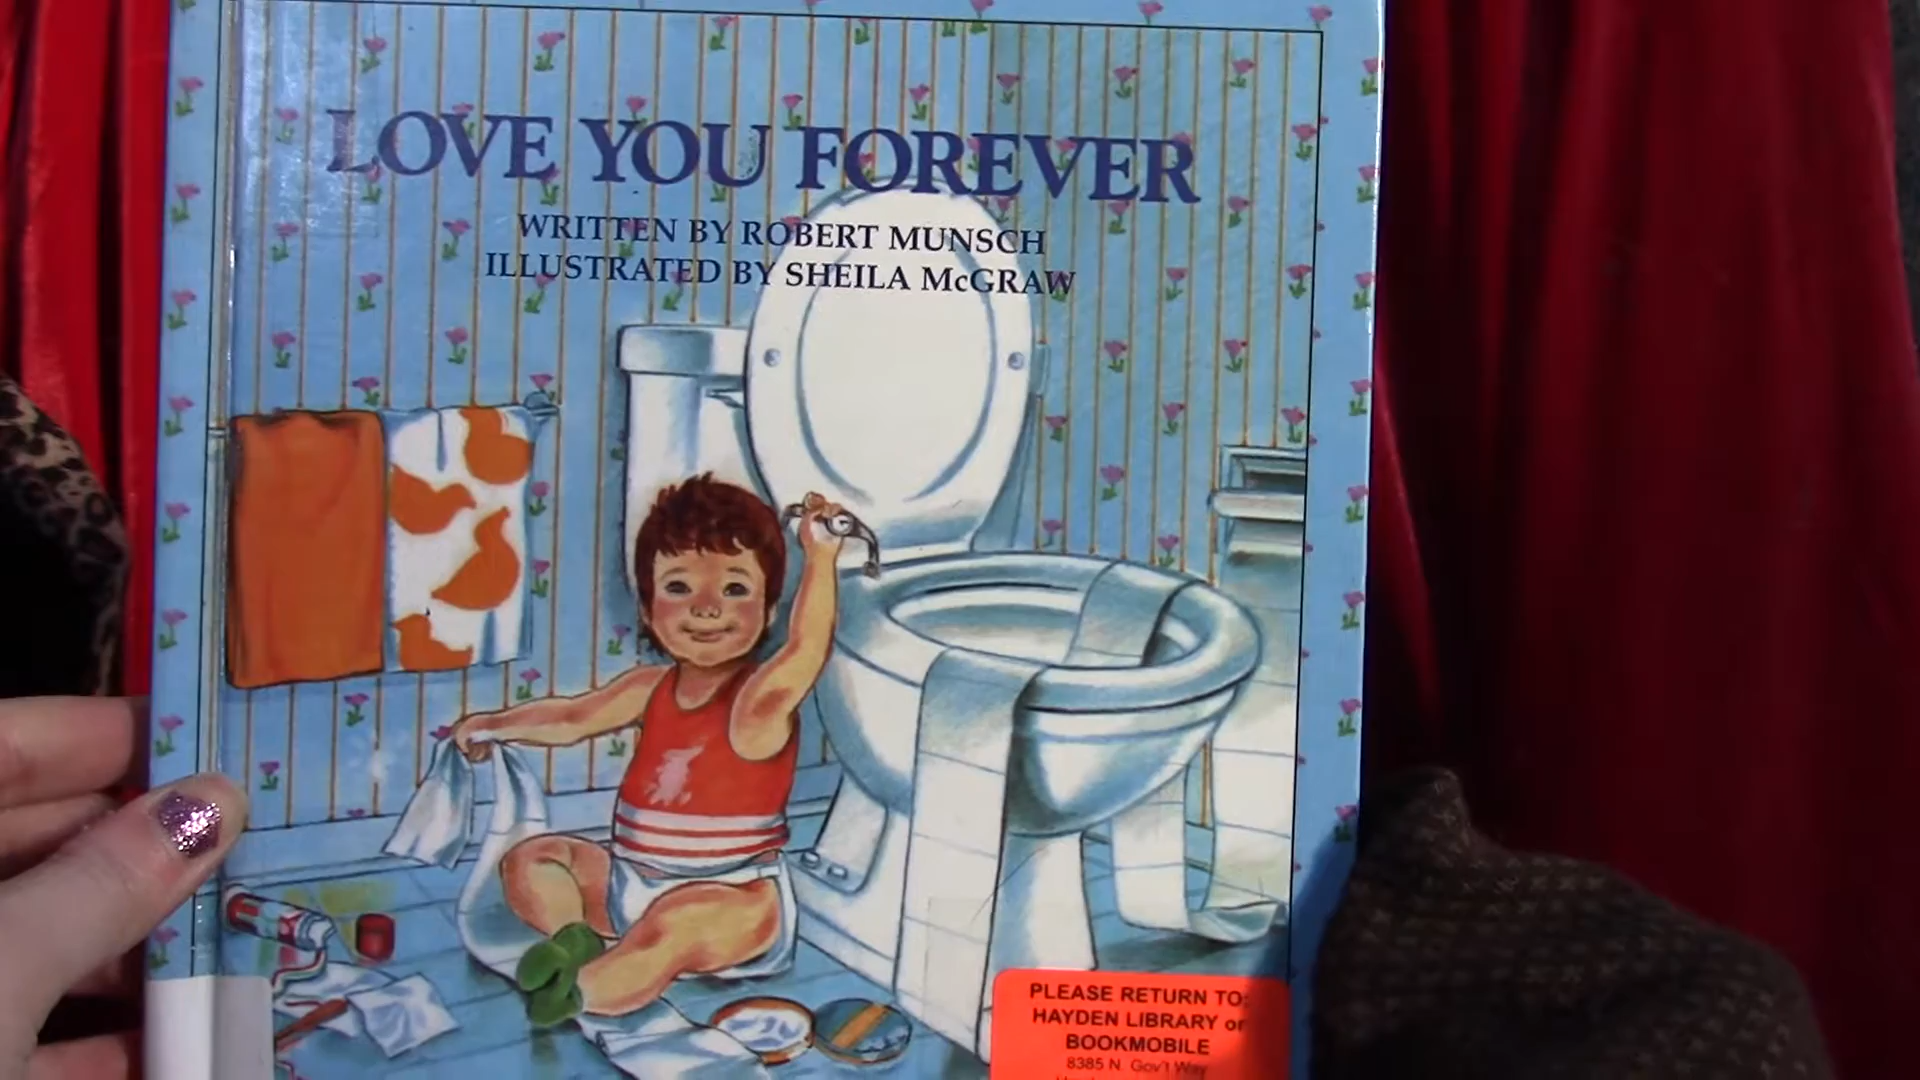 LOVE YOU FOREVER
WRITTEN BY ROBERT MUNSCH
ILLUSTRATED BY SHEILA McGRAW
PLEASE RETURN TO:
HAYDEN LIBRARY or
BOOKMOBILE
8385 N. Gov't Way